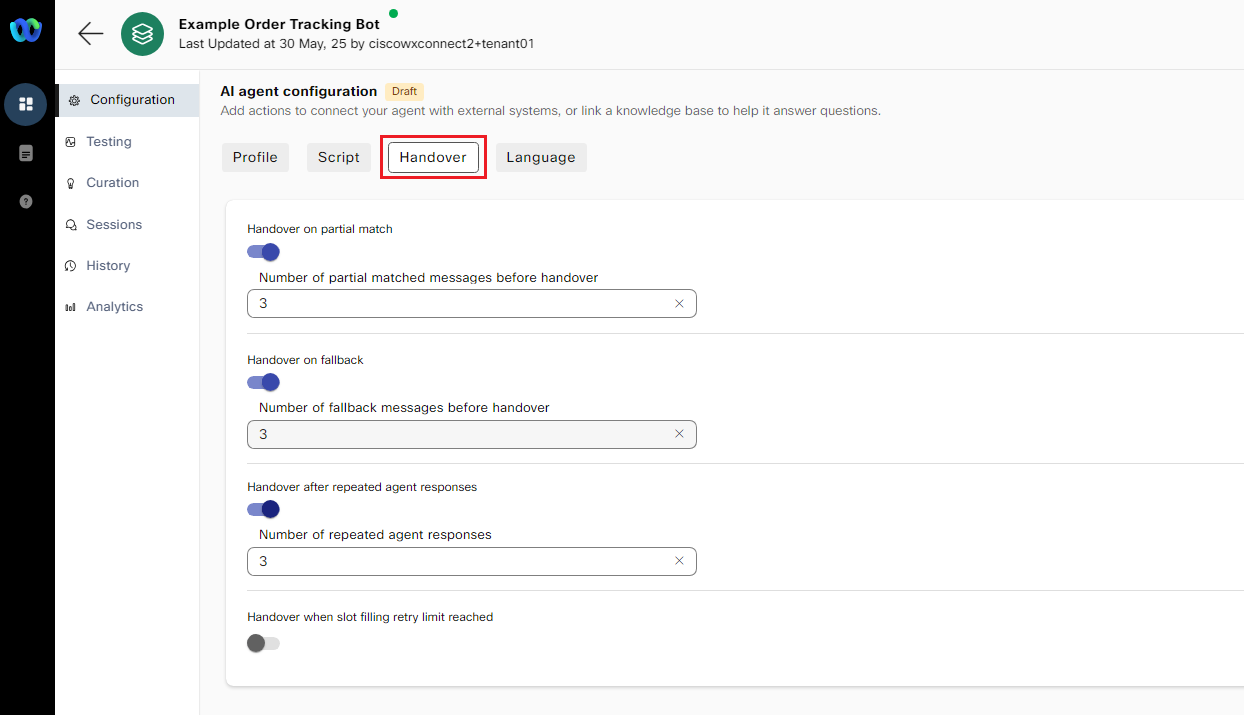 Example Order Tracking Bot
Last Updated at 30 May, 25 by ciscowxconnect2+tenant01
Configuration
Testing
Curation
Sessions
History
Analytics
AI agent configuration Draft
Add actions to connect your agent with external systems, or link a knowledge base to help it answer questions.
Profile Script Handover Language
Handover on partial match
Number of partial matched messages before handover
3
Handover on fallback
Number of fallback messages before handover
3
Handover after repeated agent responses
Number of repeated agent responses
3
Handover when slot filling retry limit reached